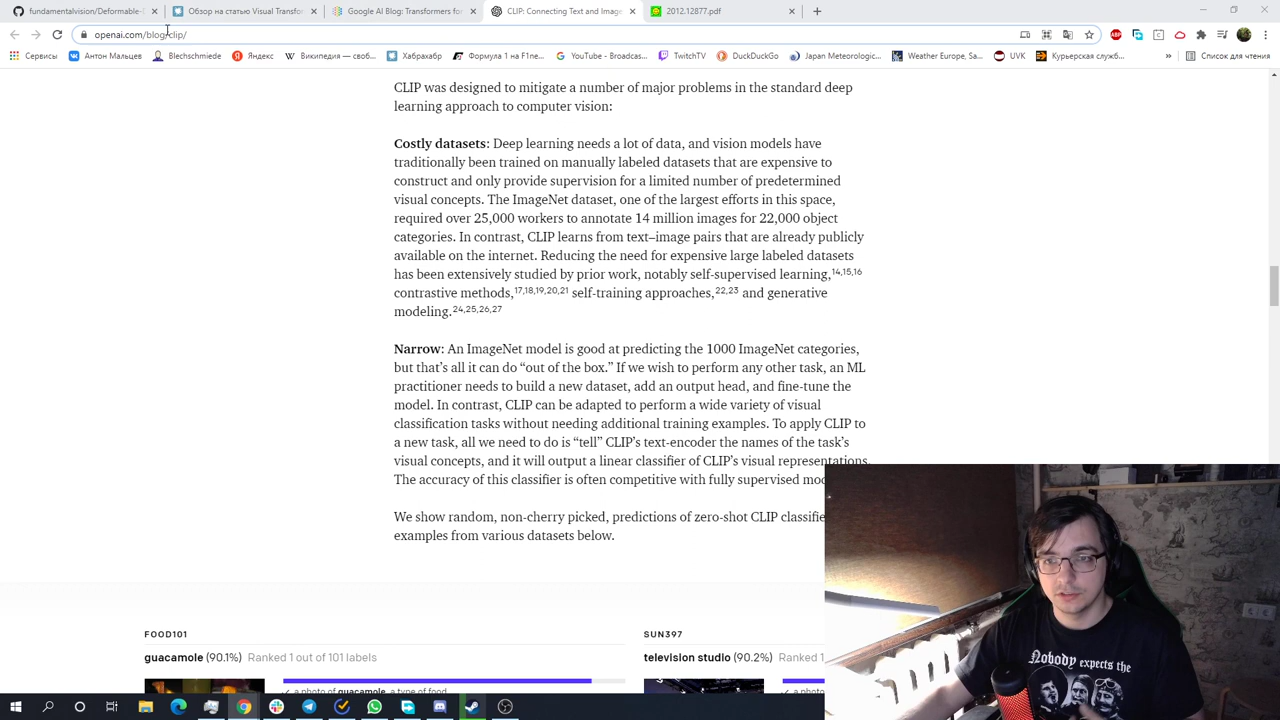 fundamentalvision/Deformable-D
Обзор на статью Visual Transfor
Google AI Blog: Transformers for
CLIP: Connecting Text and Image
2012.12877.pdf
openai.com/blog/clip/
ABP
Сервисы
Антон Мальцев
Blechschmiede
Яндекс
Википедия — своб...
Хабрахабр
Формула 1 на F1ne...
YouTube - Broadcas...
TwitchTV
DuckDuckGo
Japan Meteorologic...
Weather Europe, Sa...
UVK
Курьерская служб...
»
Список для чтения
CLIP was designed to mitigate a number of major problems in the standard deep
learning approach to computer vision:
Costly datasets: Deep learning needs a lot of data, and vision models have
traditionally been trained on manually labeled datasets that are expensive to
construct and only provide supervision for a limited number of predetermined
visual concepts. The ImageNet dataset, one of the largest efforts in this space,
required over 25,000 workers to annotate 14 million images for 22,000 object
categories. In contrast, CLIP learns from text–image pairs that are already publicly
available on the internet. Reducing the need for expensive large labeled datasets
has been extensively studied by prior work, notably self-supervised learning,14,15,16
contrastive methods,17,18,19,20,21 self-training approaches,22,23 and generative
modeling.24,25,26,27
Narrow: An ImageNet model is good at predicting the 1000 ImageNet categories,
but that’s all it can do “out of the box.” If we wish to perform any other task, an ML
practitioner needs to build a new dataset, add an output head, and fine-tune the
model. In contrast, CLIP can be adapted to perform a wide variety of visual
classification tasks without needing additional training examples. To apply CLIP to
a new task, all we need to do is “tell” CLIP’s text-encoder the names of the task’s
visual concepts, and it will output a linear classifier of CLIP’s visual representations.
The accuracy of this classifier is often competitive with fully supervised mo
We show random, non-cherry picked, predictions of zero-shot CLIP classifie
examples from various datasets below.
FOOD101
guacamole (90.1%) Ranked 1 out of 101 labels
✓ a photo of guacamole, a type of food.
SUN397
television studio (90.2%) Ranked 1
✓ a photo
Nobody expects the